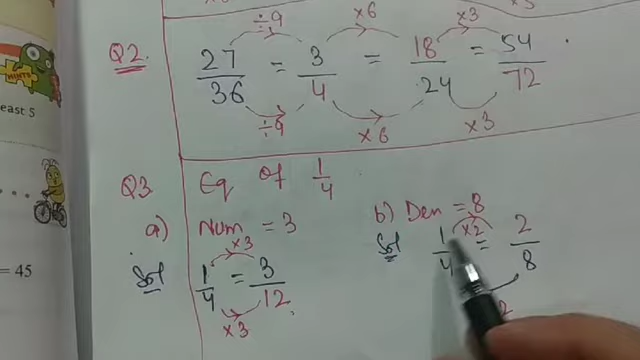 ÷9 ×6 ×3
Q2. 27/36 = 3/4 = 18/24 = 54/72
÷9 ×6 ×3
Q3 Eq of 1/4
a) Num = 3
Sol 1/4 = 3/12
×3
×3
b) Den = 8
Sol 1/4 = 2/8
×2
2
HINT
east 5
= 45